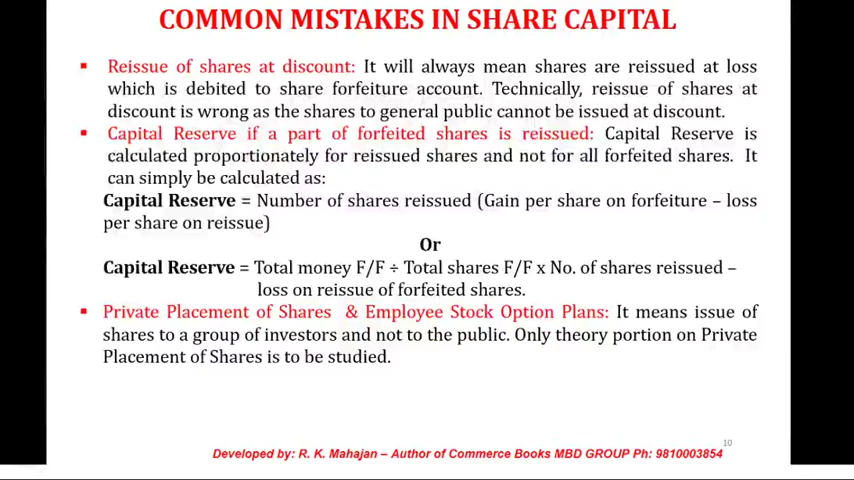 COMMON MISTAKES IN SHARE CAPITAL
▪ Reissue of shares at discount: It will always mean shares are reissued at loss
which is debited to share forfeiture account. Technically, reissue of shares at
discount is wrong as the shares to general public cannot be issued at discount.
▪ Capital Reserve if a part of forfeited shares is reissued: Capital Reserve is
calculated proportionately for reissued shares and not for all forfeited shares. It
can simply be calculated as:
Capital Reserve = Number of shares reissued (Gain per share on forfeiture – loss
per share on reissue)
Or
Capital Reserve = Total money F/F ÷ Total shares F/F x No. of shares reissued –
loss on reissue of forfeited shares.
▪ Private Placement of Shares & Employee Stock Option Plans: It means issue of
shares to a group of investors and not to the public. Only theory portion on Private
Placement of Shares is to be studied.
10
Developed by: R. K. Mahajan – Author of Commerce Books MBD GROUP Ph: 9810003854